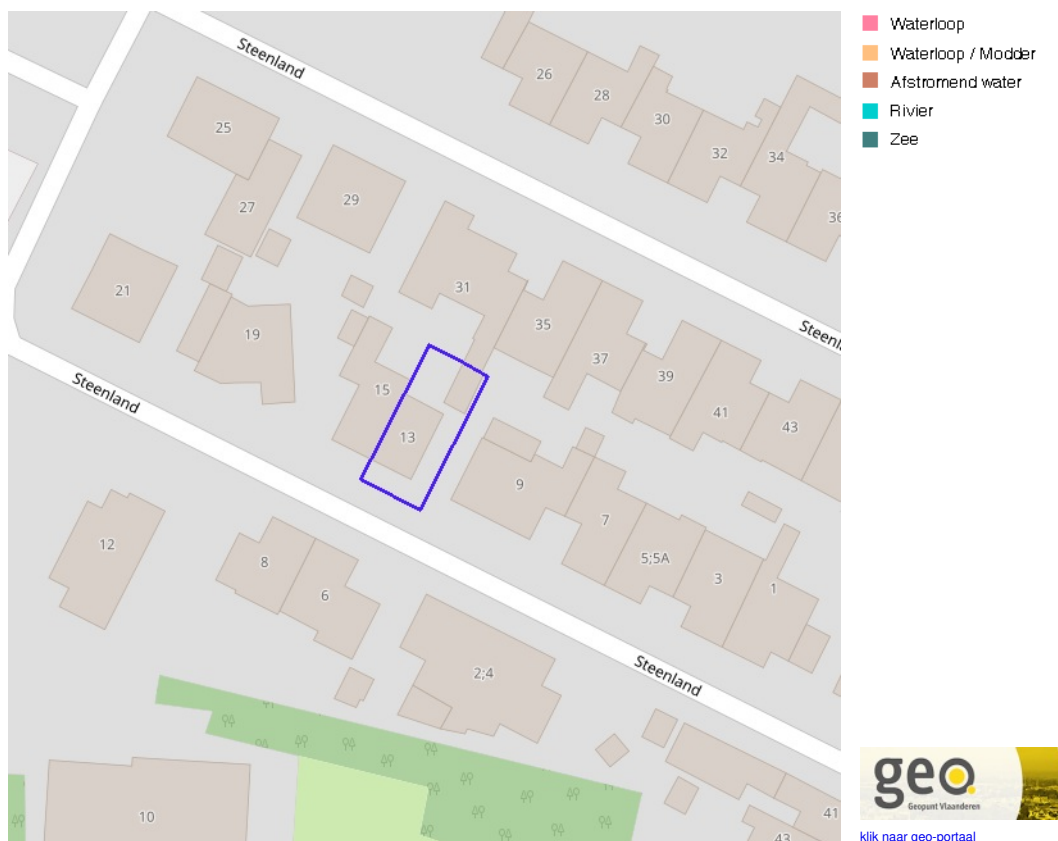 Steenland
26
28
30
32
34
36
25
27
29
21
19
31
35
37
39
41
43
15
13
9
7
5;5A
3
1
Steenl
Steenland
12
8
6
2;4
Steenland
10
41
43
Waterloop
Waterloop / Modder
Afstromend water
Rivier
Zee
geo
Geopunt Vlaanderen
klik naar geo-portaal